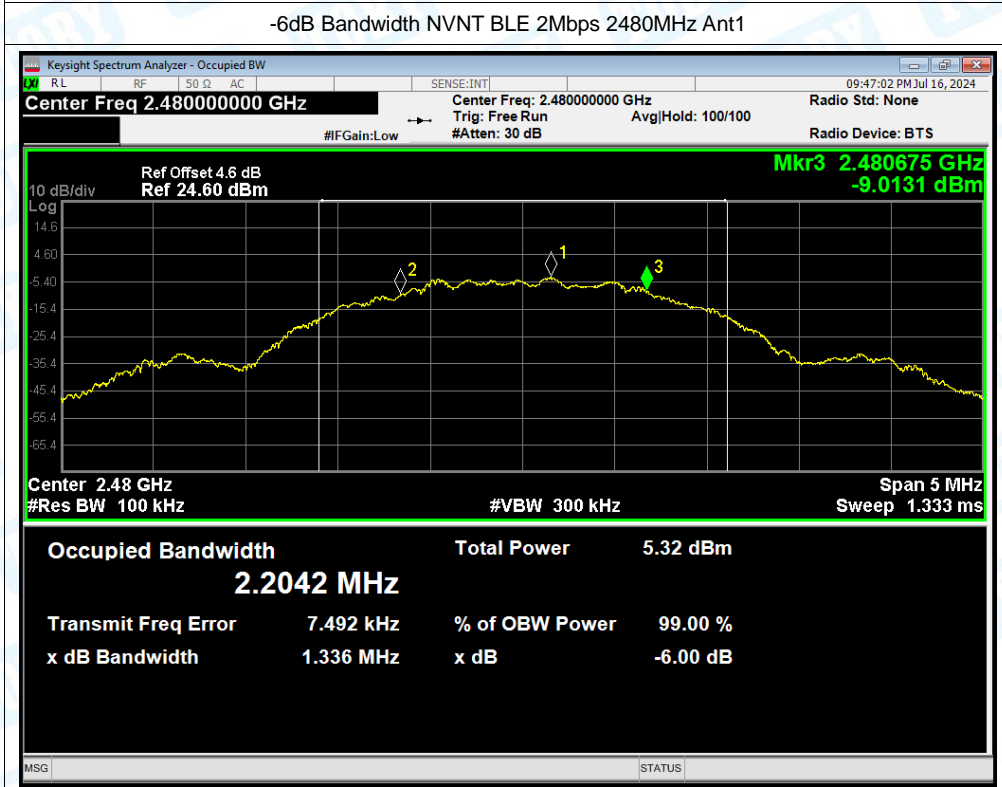 -6dB Bandwidth NVNT BLE 2Mbps 2480MHz Ant1
Keysight Spectrum Analyzer - Occupied BW
LXI RL RF 50 Ω AC SENSE:INT 09:47:02 PM Jul 16, 2024
Center Freq 2.480000000 GHz Center Freq: 2.480000000 GHz Radio Std: None
Trig: Free Run Avg|Hold: 100/100
#IFGain:Low #Atten: 30 dB Radio Device: BTS
Mkr3 2.480675 GHz
-9.0131 dBm
Ref Offset 4.6 dB
10 dB/div Ref 24.60 dBm
Log
14.6
4.60
-5.40
-15.4
-25.4
-35.4
-45.4
-55.4
-65.4
1
2
3
Center 2.48 GHz Span 5 MHz
#Res BW 100 kHz #VBW 300 kHz Sweep 1.333 ms
Occupied Bandwidth Total Power 5.32 dBm
2.2042 MHz
Transmit Freq Error 7.492 kHz % of OBW Power 99.00 %
x dB Bandwidth 1.336 MHz x dB -6.00 dB
MSG STATUS